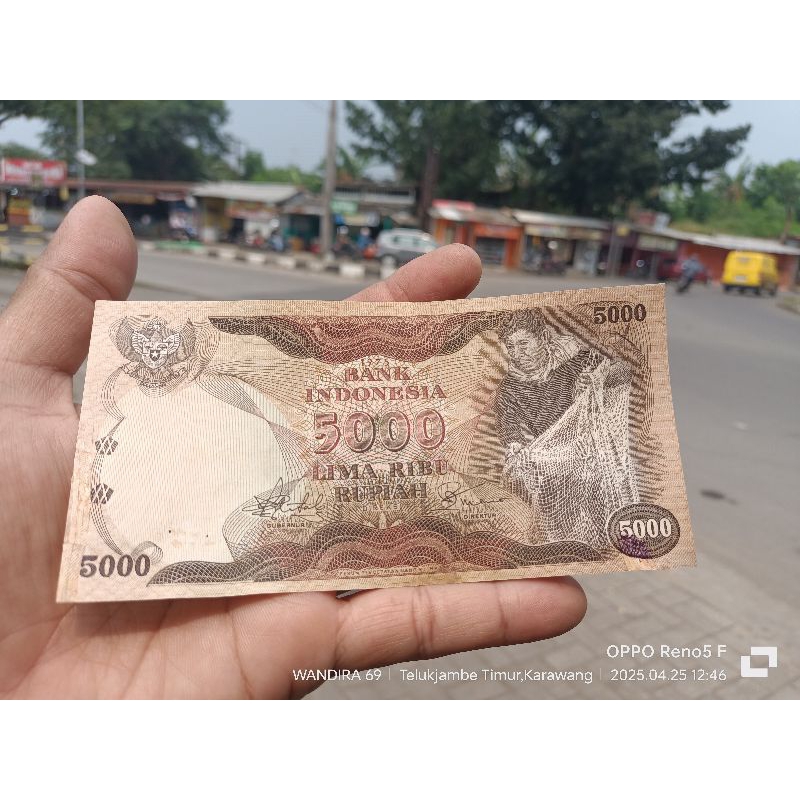 5000
BANK
INDONESIA
5000
LIMA RIBU
RUPIAH
GUBERNUR
DIREKTUR
5000
5000
OPPO Reno5 F
WANDIRA 69 | Telukjambe Timur,Karawang | 2025.04.25 12:46